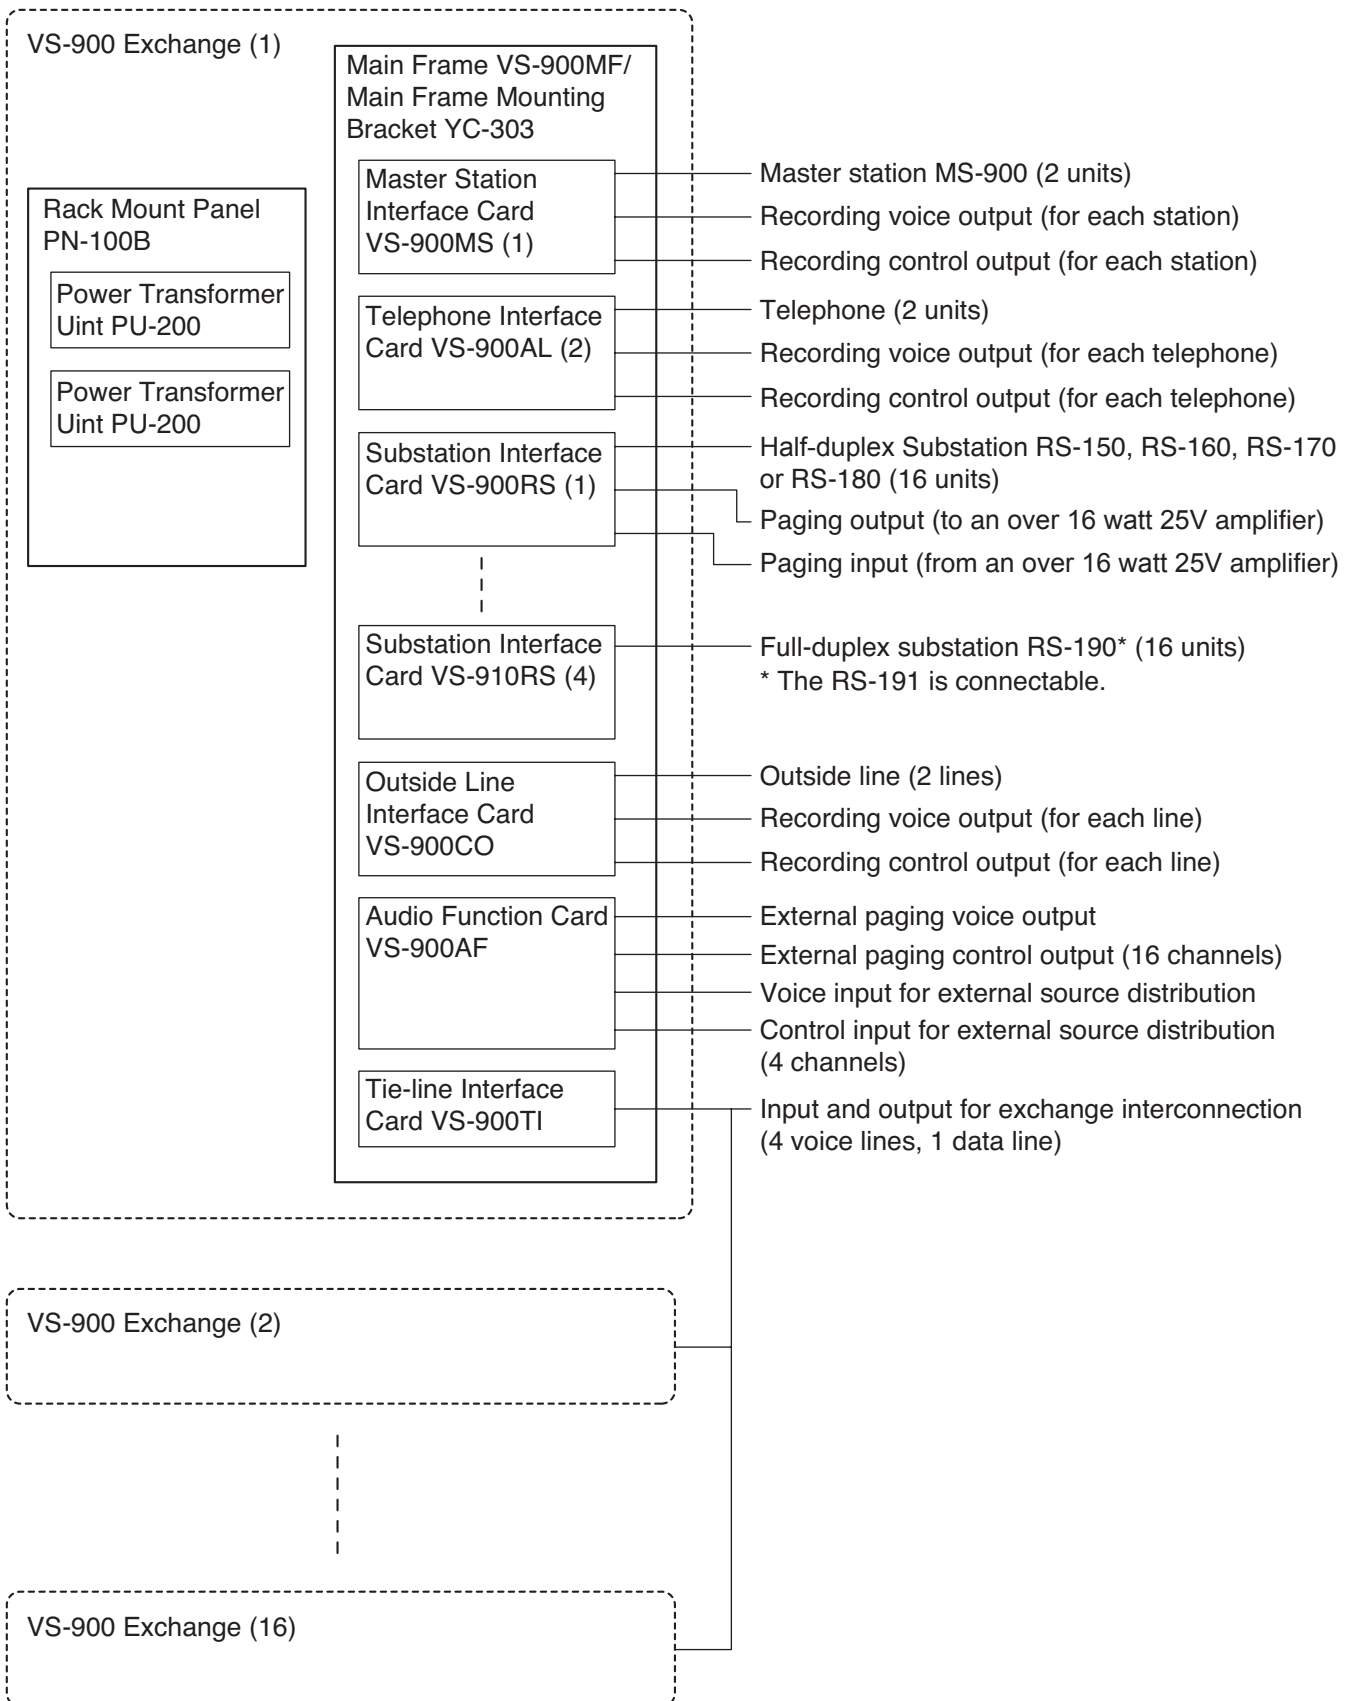 VS-900 Exchange (1)
Main Frame VS-900MF/
Main Frame Mounting
Bracket YC-303
Rack Mount Panel
PN-100B
Power Transformer
Uint PU-200
Power Transformer
Uint PU-200
Master Station
Interface Card
VS-900MS (1)
Master station MS-900 (2 units)
Recording voice output (for each station)
Recording control output (for each station)
Telephone Interface
Card VS-900AL (2)
Telephone (2 units)
Recording voice output (for each telephone)
Recording control output (for each telephone)
Substation Interface
Card VS-900RS (1)
Half-duplex Substation RS-150, RS-160, RS-170
or RS-180 (16 units)
Paging output (to an over 16 watt 25V amplifier)
Paging input (from an over 16 watt 25V amplifier)
Substation Interface
Card VS-910RS (4)
Full-duplex substation RS-190* (16 units)
* The RS-191 is connectable.
Outside Line
Interface Card
VS-900CO
Outside line (2 lines)
Recording voice output (for each line)
Recording control output (for each line)
Audio Function Card
VS-900AF
External paging voice output
External paging control output (16 channels)
Voice input for external source distribution
Control input for external source distribution
(4 channels)
Tie-line Interface
Card VS-900TI
Input and output for exchange interconnection
(4 voice lines, 1 data line)
VS-900 Exchange (2)
VS-900 Exchange (16)